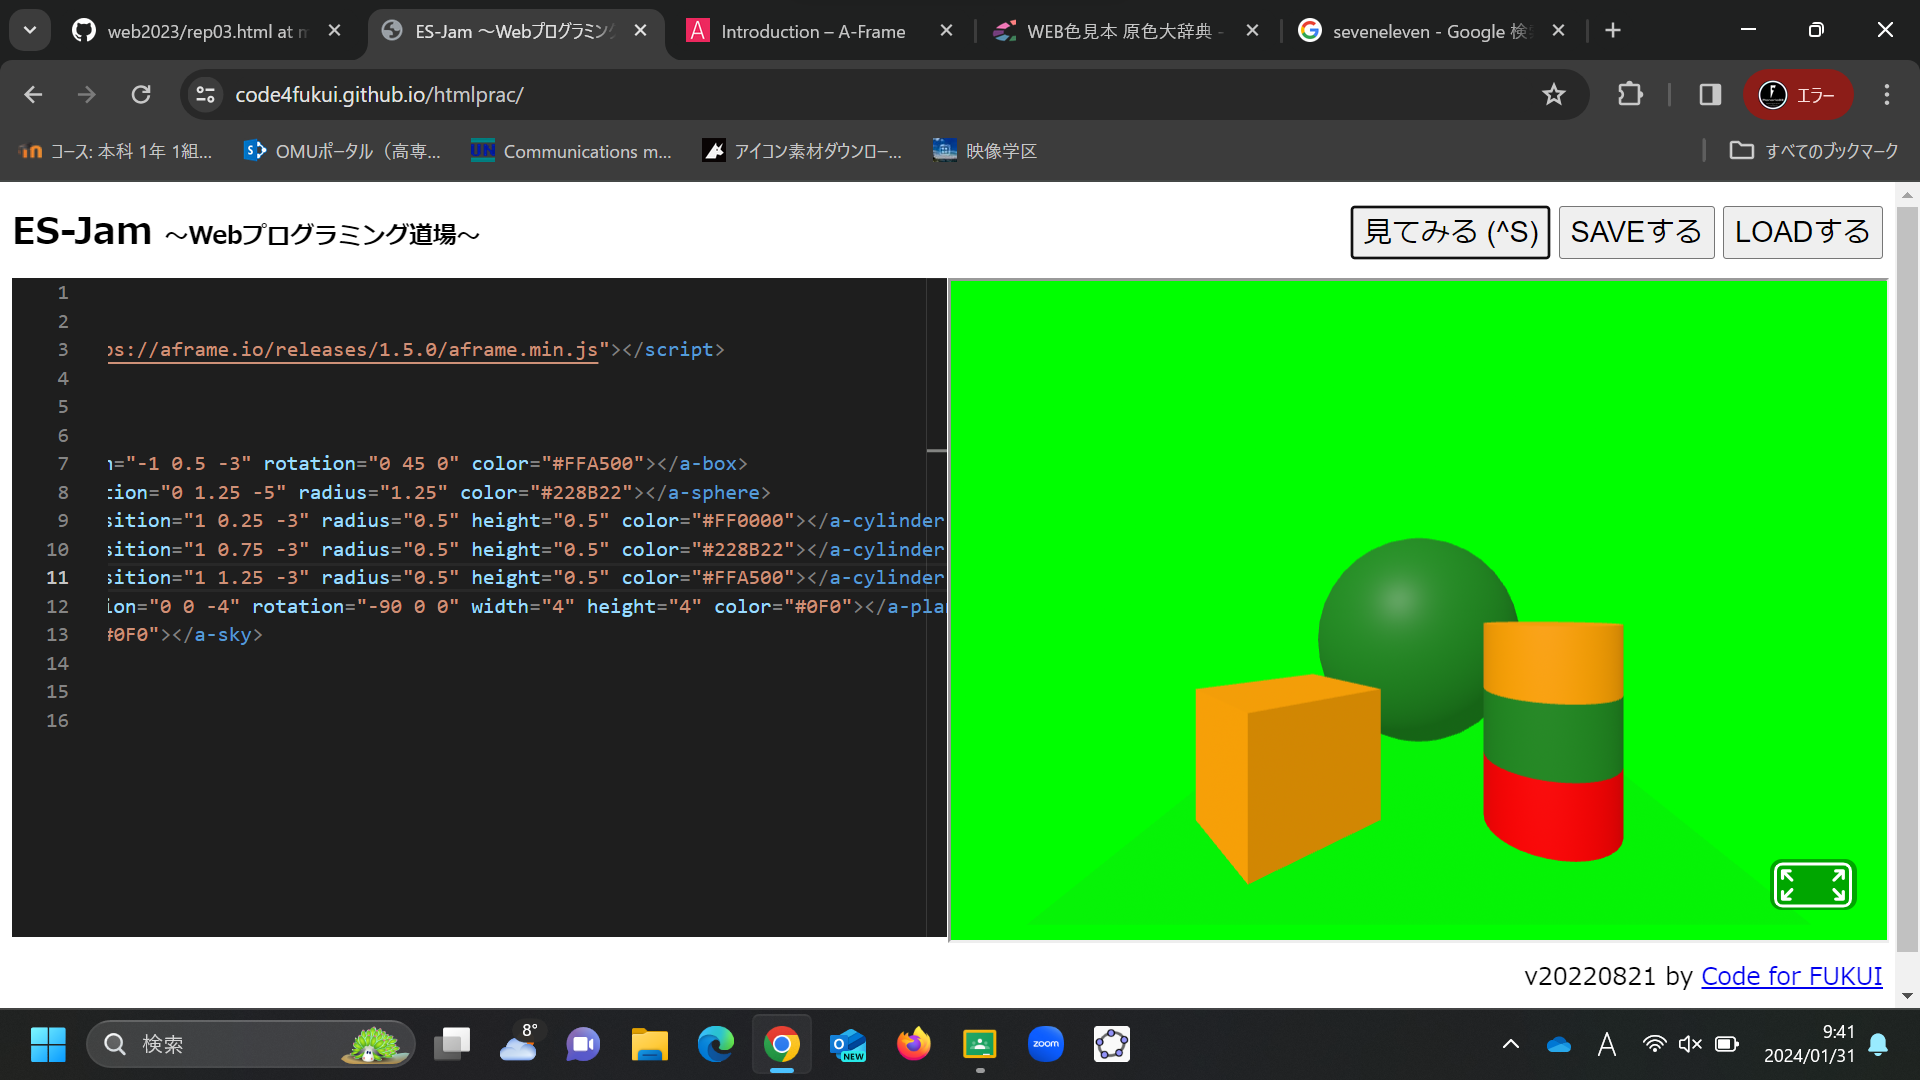 web2023/rep03.html at m
ES-Jam ～Webプログラミン
A Introduction – A-Frame
WEB色見本 原色大辞典 -
seveneleven - Google 検索
code4fukui.github.io/htmlprac/
エラー
コース: 本科 1年 1組...
OMUポータル（高専...
Communications m...
アイコン素材ダウンロー...
映像学区
すべてのブックマーク
ES-Jam ～Webプログラミング道場～
見てみる (^S)
SAVEする
LOADする
1
2
3 ps://aframe.io/releases/1.5.0/aframe.min.js"></script>
4
5
6
7 n="-1 0.5 -3" rotation="0 45 0" color="#FFA500"></a-box>
8 tion="0 1.25 -5" radius="1.25" color="#228B22"></a-sphere>
9 sition="1 0.25 -3" radius="0.5" height="0.5" color="#FF0000"></a-cylinder
10 sition="1 0.75 -3" radius="0.5" height="0.5" color="#228B22"></a-cylinder
11 sition="1 1.25 -3" radius="0.5" height="0.5" color="#FFA500"></a-cylinder
12 ion="0 0 -4" rotation="-90 0 0" width="4" height="4" color="#0F0"></a-pla
13 #0F0"></a-sky>
14
15
16
v20220821 by Code for FUKUI
検索
8°
NEW
zoom
A
9:41
2024/01/31